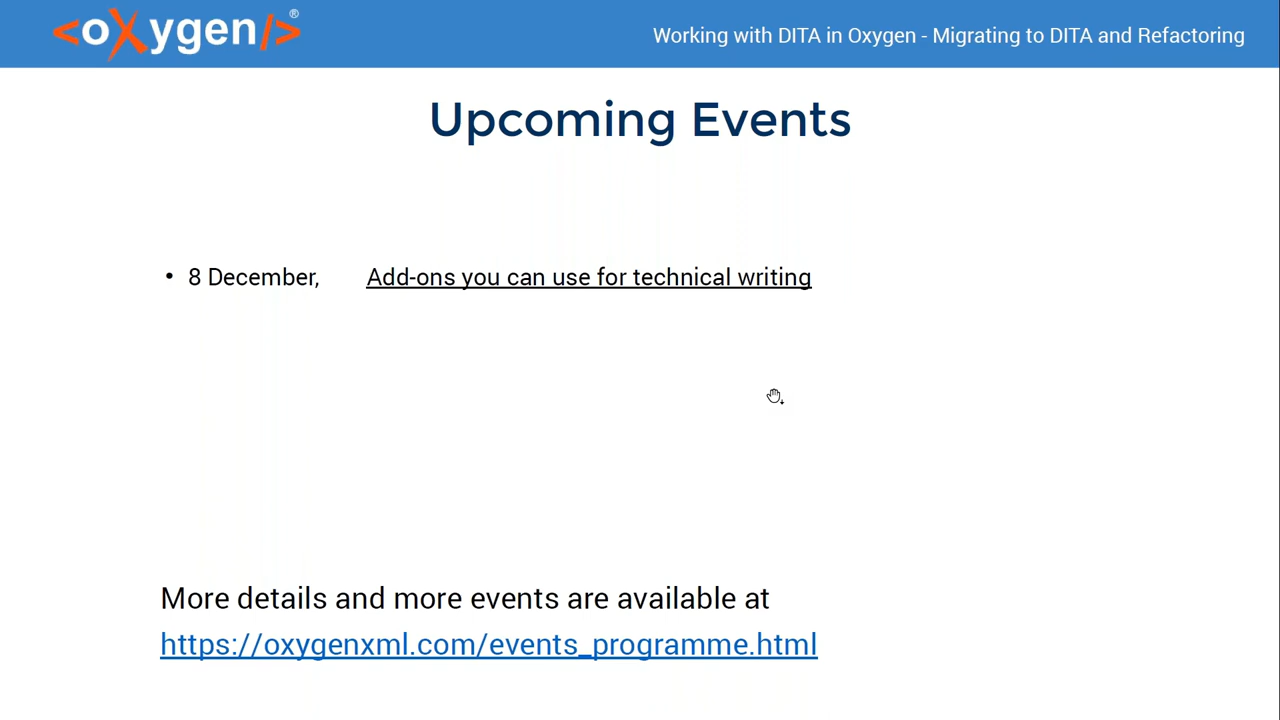 <oXygen/>®
Working with DITA in Oxygen - Migrating to DITA and Refactoring
Upcoming Events
• 8 December, Add-ons you can use for technical writing
More details and more events are available at
https://oxygenxml.com/events_programme.html